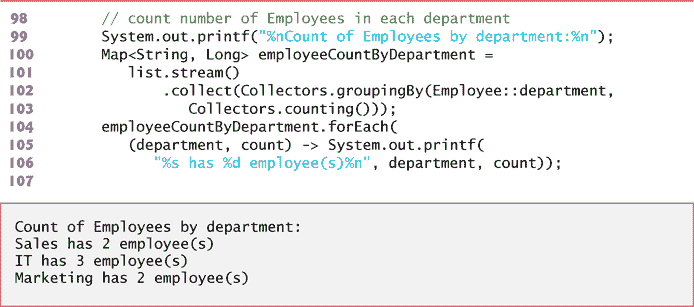 98 // count number of Employees in each department
99 System.out.printf("%nCount of Employees by department:%n");
100 Map<String, Long> employeeCountByDepartment =
101 list.stream()
102 .collect(Collectors.groupingBy(Employee::department,
103 Collectors.counting()));
104 employeeCountByDepartment.forEach(
105 (department, count) -> System.out.printf(
106 "%s has %d employee(s)%n", department, count));
107
Count of Employees by department:
Sales has 2 employee(s)
IT has 3 employee(s)
Marketing has 2 employee(s)